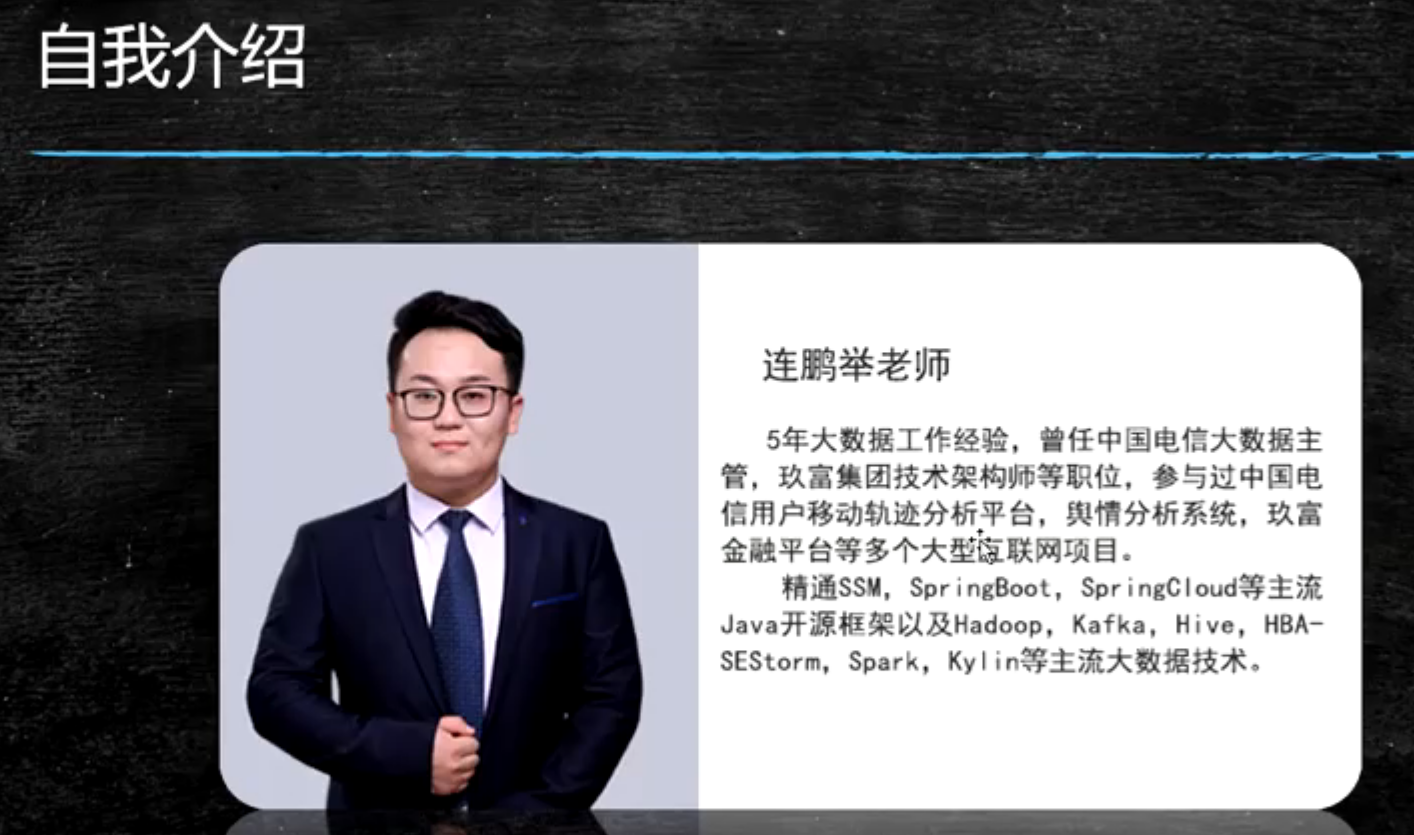 自我介绍
连鹏举老师
5年大数据工作经验，曾任中国电信大数据主
管，玖富集团技术架构师等职位，参与过中国电
信用户移动轨迹分析平台，舆情分析系统，玖富
金融平台等多个大型互联网项目。
精通SSM，SpringBoot，SpringCloud等主流
Java开源框架以及Hadoop，Kafka，Hive，HBA-
SEStorm，Spark，Kylin等主流大数据技术。